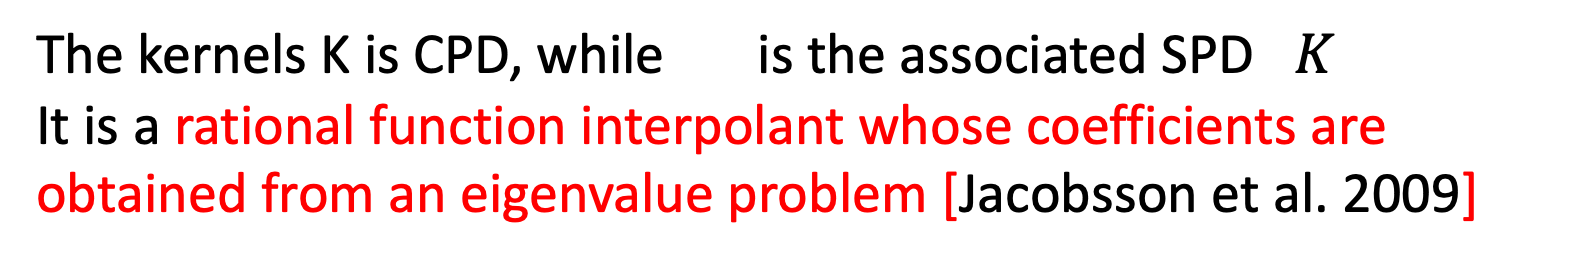 The kernels K is CPD, while is the associated SPD K
It is a rational function interpolant whose coefficients are
obtained from an eigenvalue problem [Jacobsson et al. 2009]